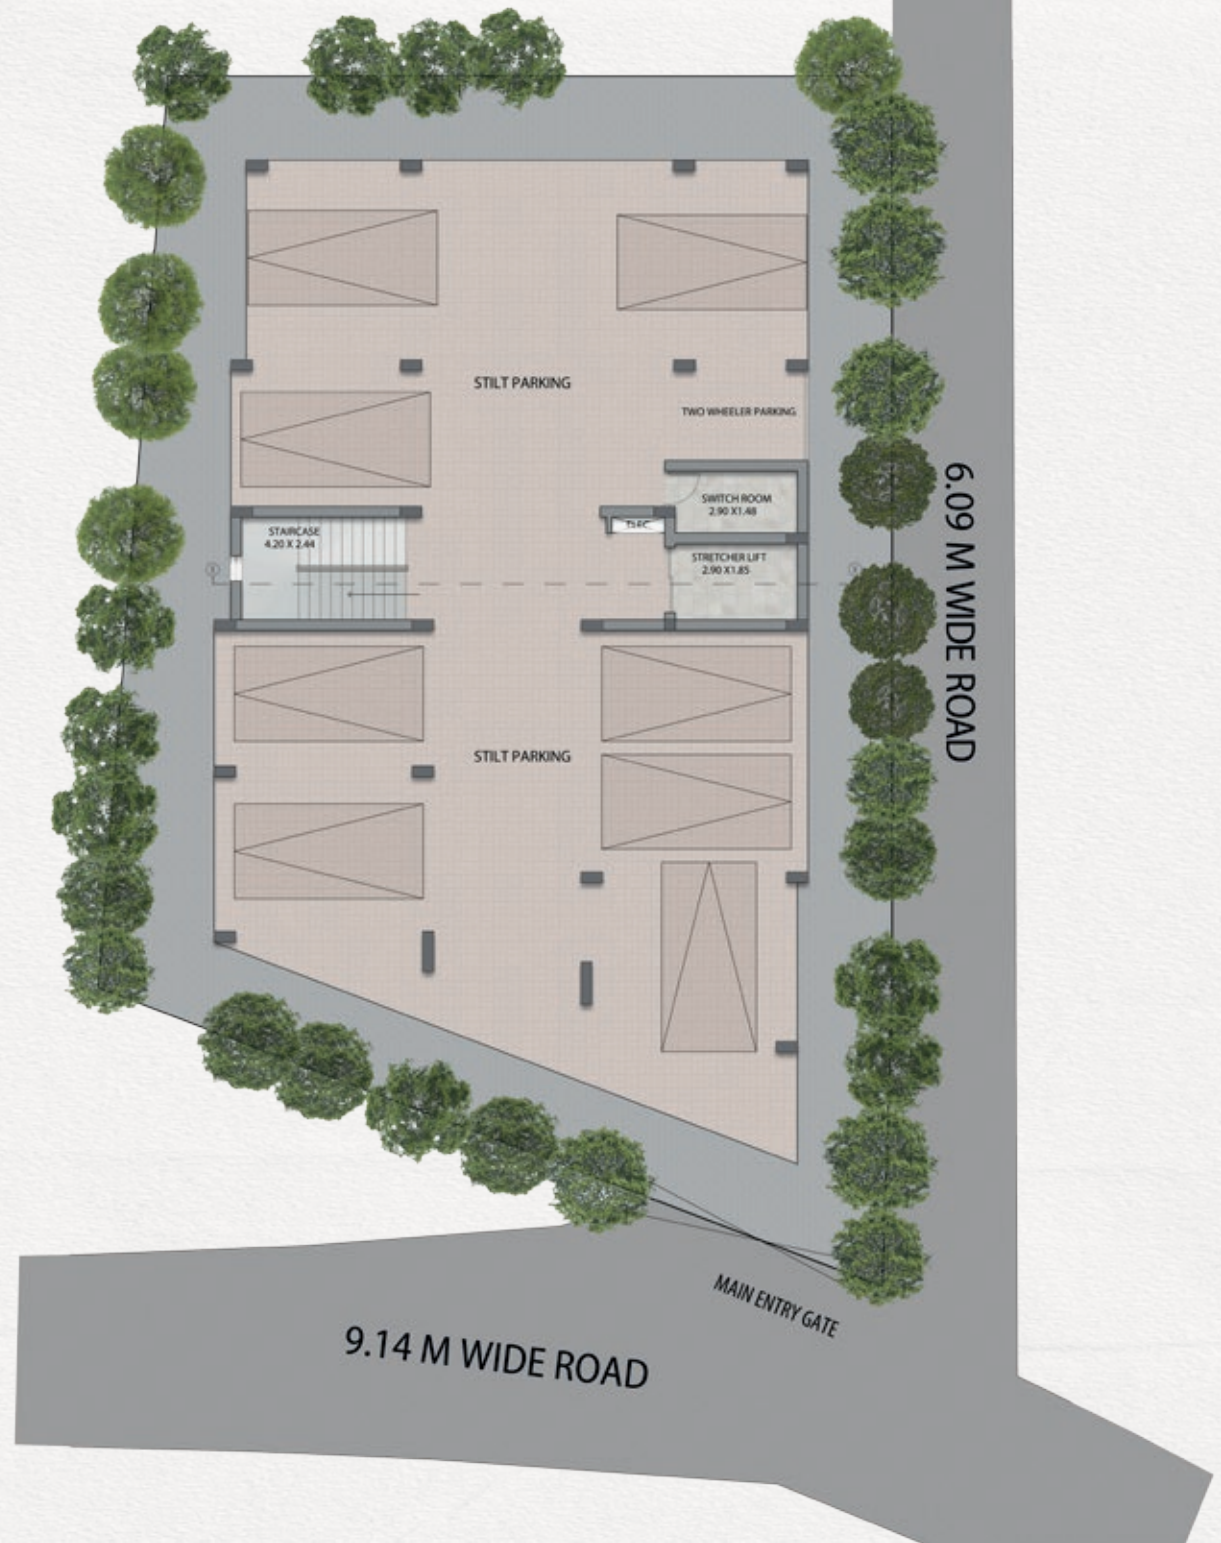 STILT PARKING
TWO WHEELER PARKING
SWITCH ROOM
2.90 X1.48
ELEC
STAIRCASE
4.20 X 2.44
STRETCHER LIFT
2.90 X1.85
6.09 M WIDE ROAD
STILT PARKING
MAIN ENTRY GATE
9.14 M WIDE ROAD